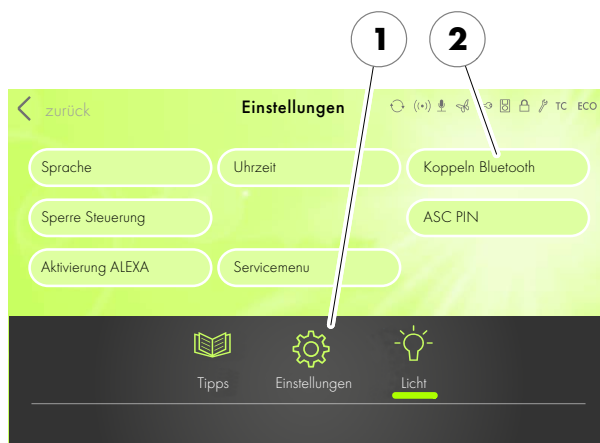 1 2
zurück Einstellungen TC ECO
Sprache Uhrzeit Koppeln Bluetooth
Sperre Steuerung ASC PIN
Aktivierung ALEXA Servicemenu
Tipps Einstellungen Licht